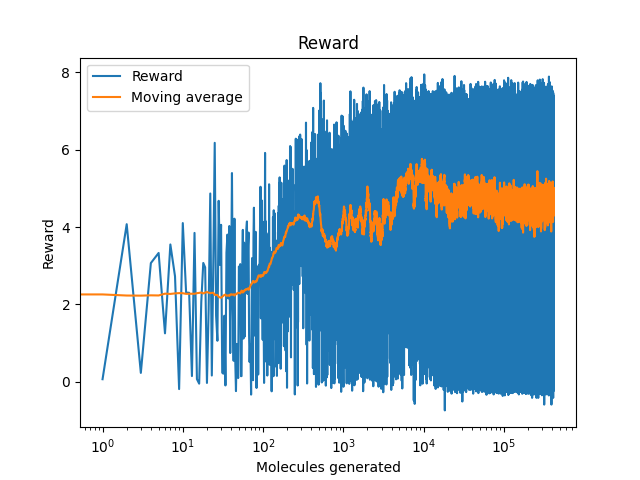 Reward
Reward
Moving average
8
6
4
2
0
Reward
10⁰
10¹
10²
10³
10⁴
10⁵
Molecules generated